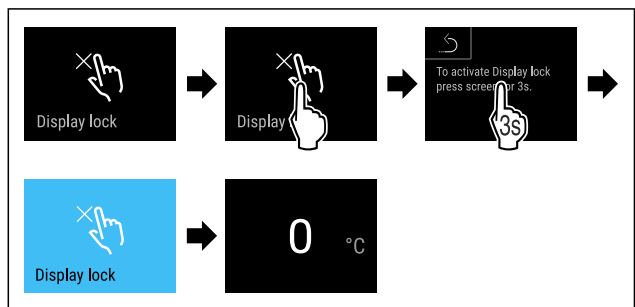 Display lock
Display
To activate Display lock
press screen for 3s.
3s
Display lock
0 °C